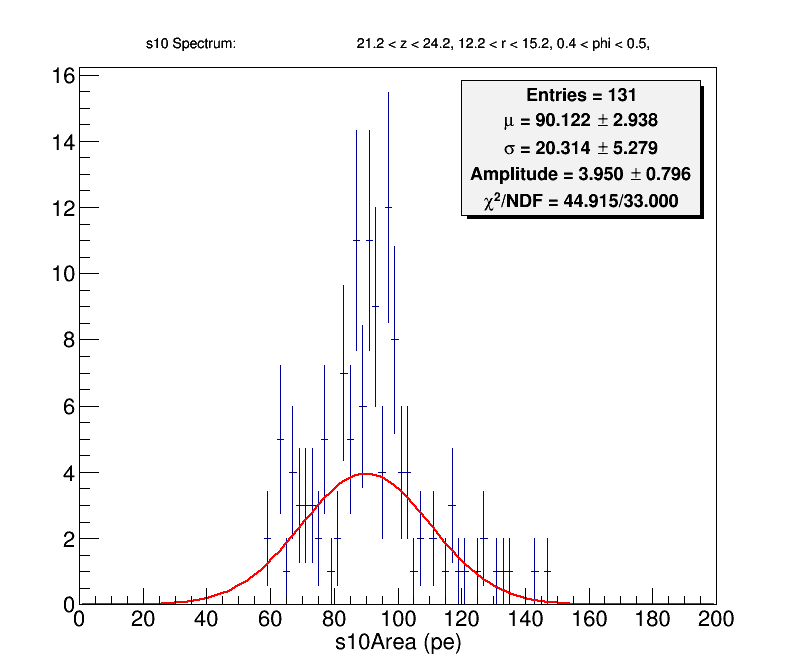 s10 Spectrum: 21.2 < z < 24.2, 12.2 < r < 15.2, 0.4 < phi < 0.5,
Entries = 131
μ = 90.122 ± 2.938
σ = 20.314 ± 5.279
Amplitude = 3.950 ± 0.796
χ²/NDF = 44.915/33.000
16
14
12
10
8
6
4
2
0
0 20 40 60 80 100 120 140 160 180 200
s10Area (pe)